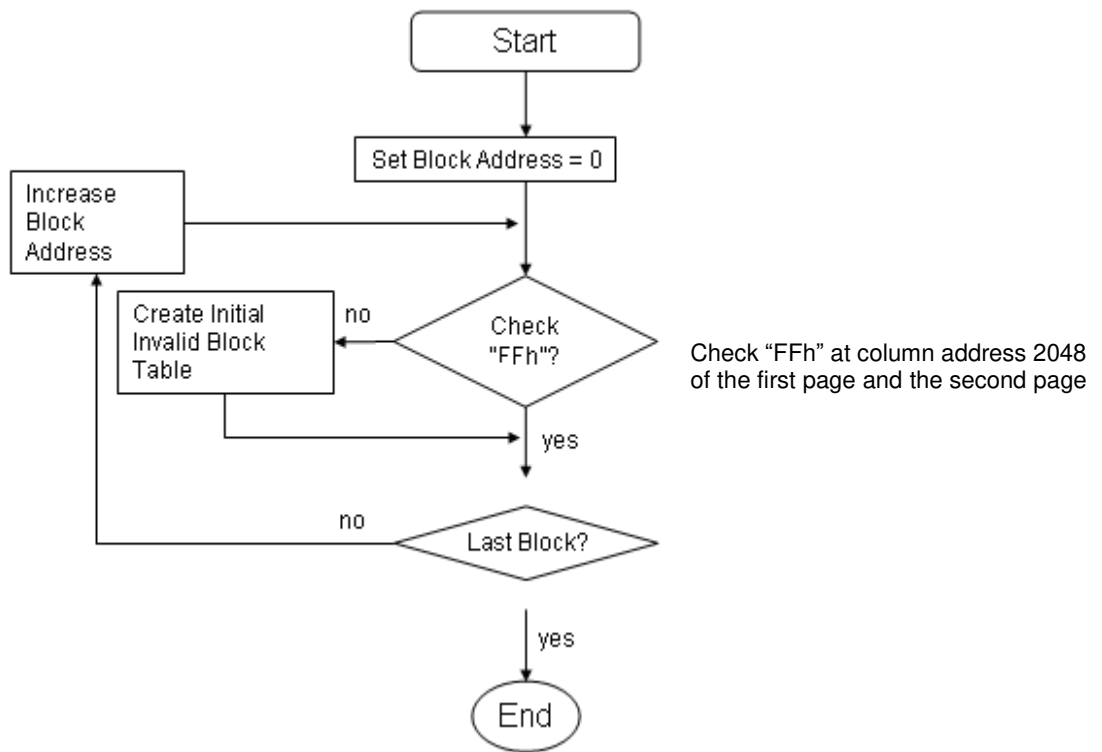 Start
Set Block Address = 0
Increase
Block
Address
Create Initial
Invalid Block
Table
no
Check
"FFh"?
Check “FFh” at column address 2048
of the first page and the second page
yes
no
Last Block?
yes
End